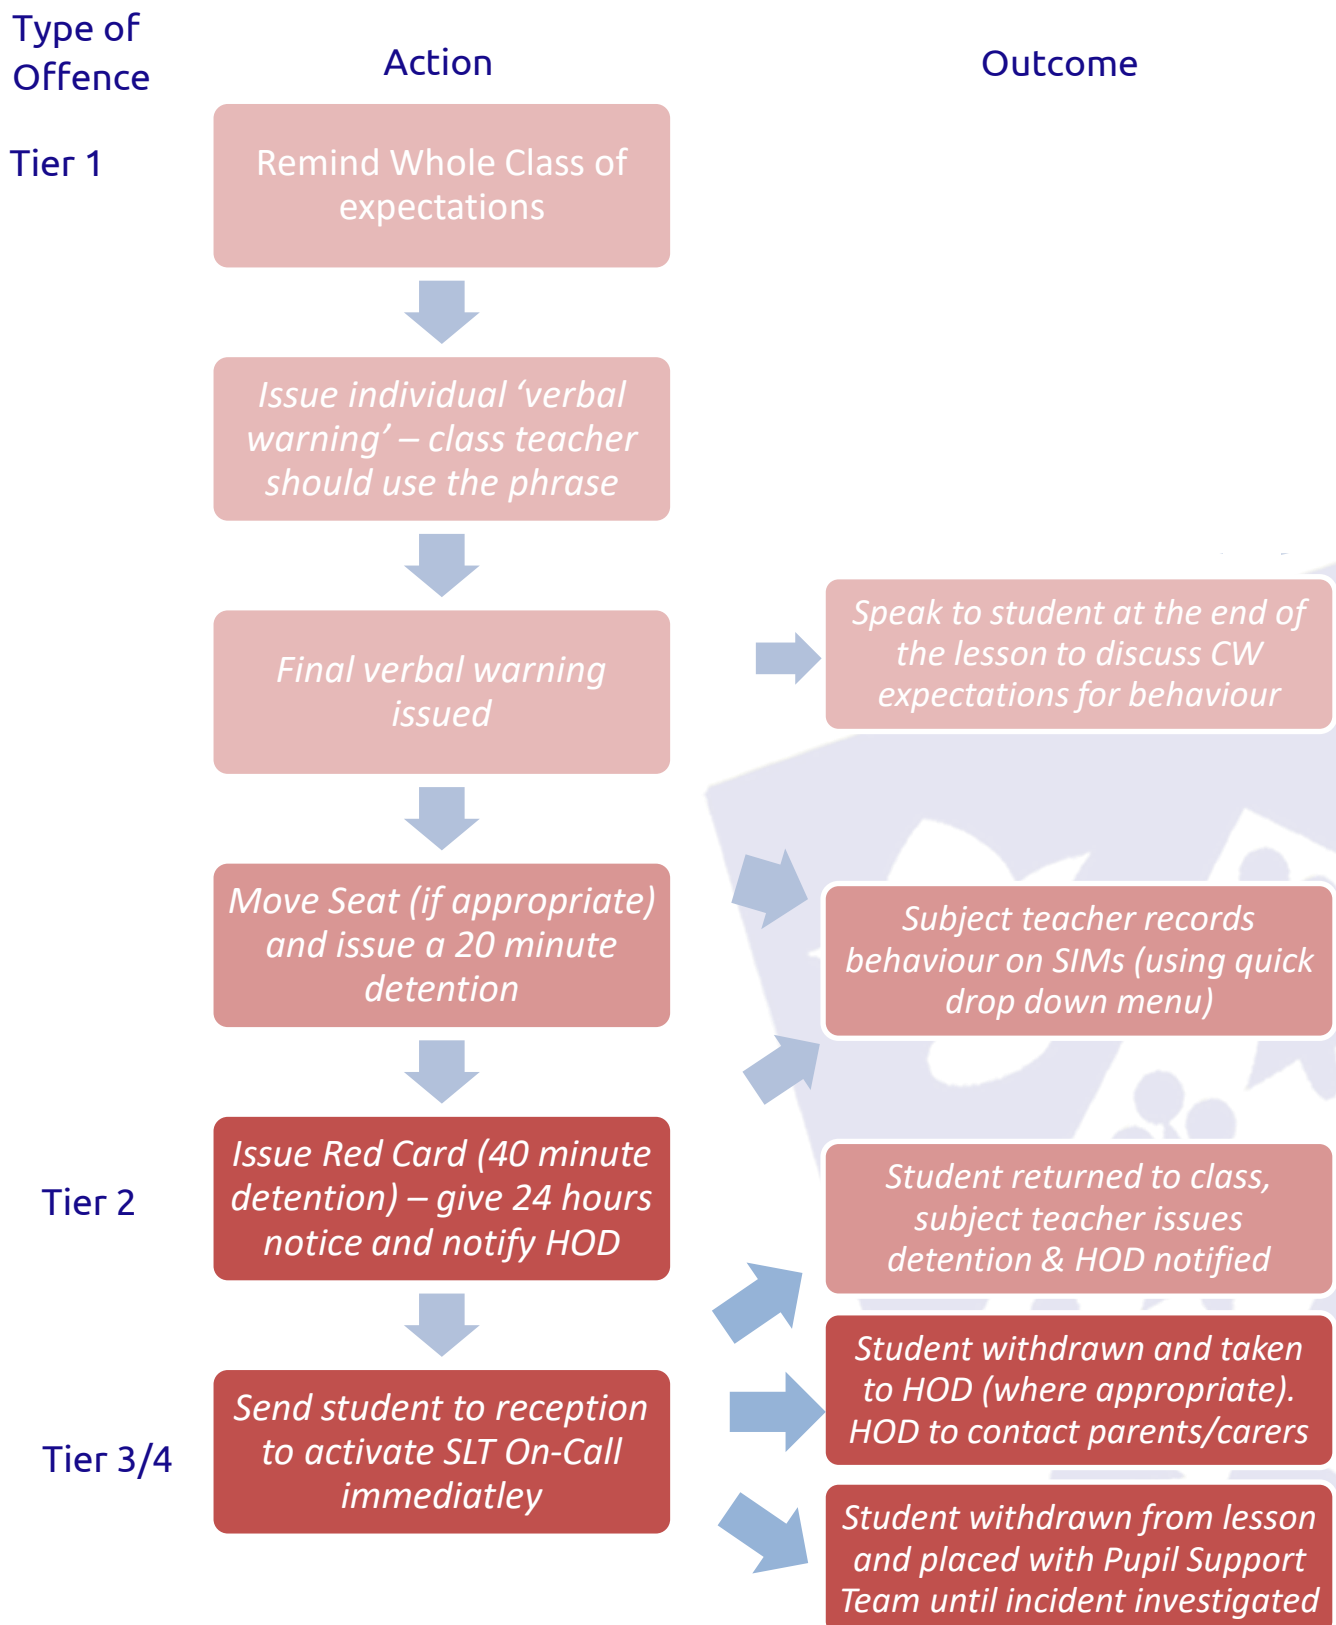 Type of
Offence
Action
Outcome
Tier 1
Remind Whole Class of
expectations
Issue individual ‘verbal
warning’ – class teacher
should use the phrase
Final verbal warning
issued
Speak to student at the end of
the lesson to discuss CW
expectations for behaviour
Move Seat (if appropriate)
and issue a 20 minute
detention
Subject teacher records
behaviour on SIMs (using quick
drop down menu)
Tier 2
Issue Red Card (40 minute
detention) – give 24 hours
notice and notify HOD
Student returned to class,
subject teacher issues
detention & HOD notified
Tier 3/4
Send student to reception
to activate SLT On-Call
immediatley
Student withdrawn and taken
to HOD (where appropriate).
HOD to contact parents/carers
Student withdrawn from lesson
and placed with Pupil Support
Team until incident investigated